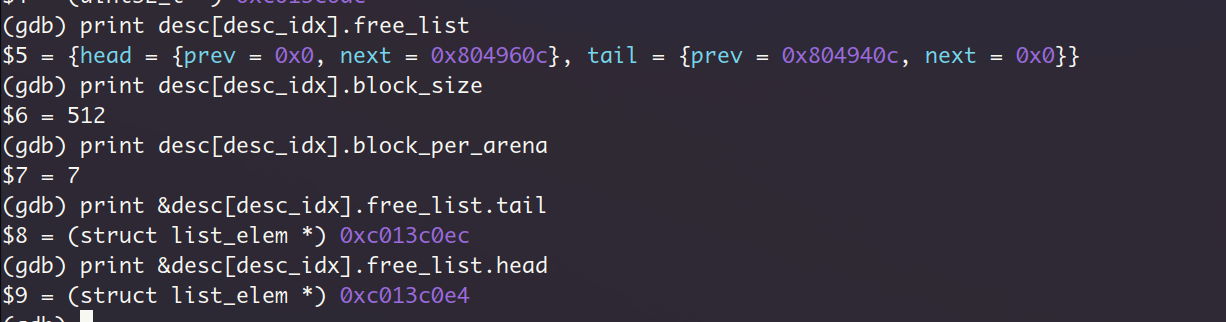 (gdb) print desc[desc_idx].free_list
$5 = {head = {prev = 0x0, next = 0x804960c}, tail = {prev = 0x804940c, next = 0x0}}
(gdb) print desc[desc_idx].block_size
$6 = 512
(gdb) print desc[desc_idx].block_per_arena
$7 = 7
(gdb) print &desc[desc_idx].free_list.tail
$8 = (struct list_elem *) 0xc013c0ec
(gdb) print &desc[desc_idx].free_list.head
$9 = (struct list_elem *) 0xc013c0e4
(gdb)